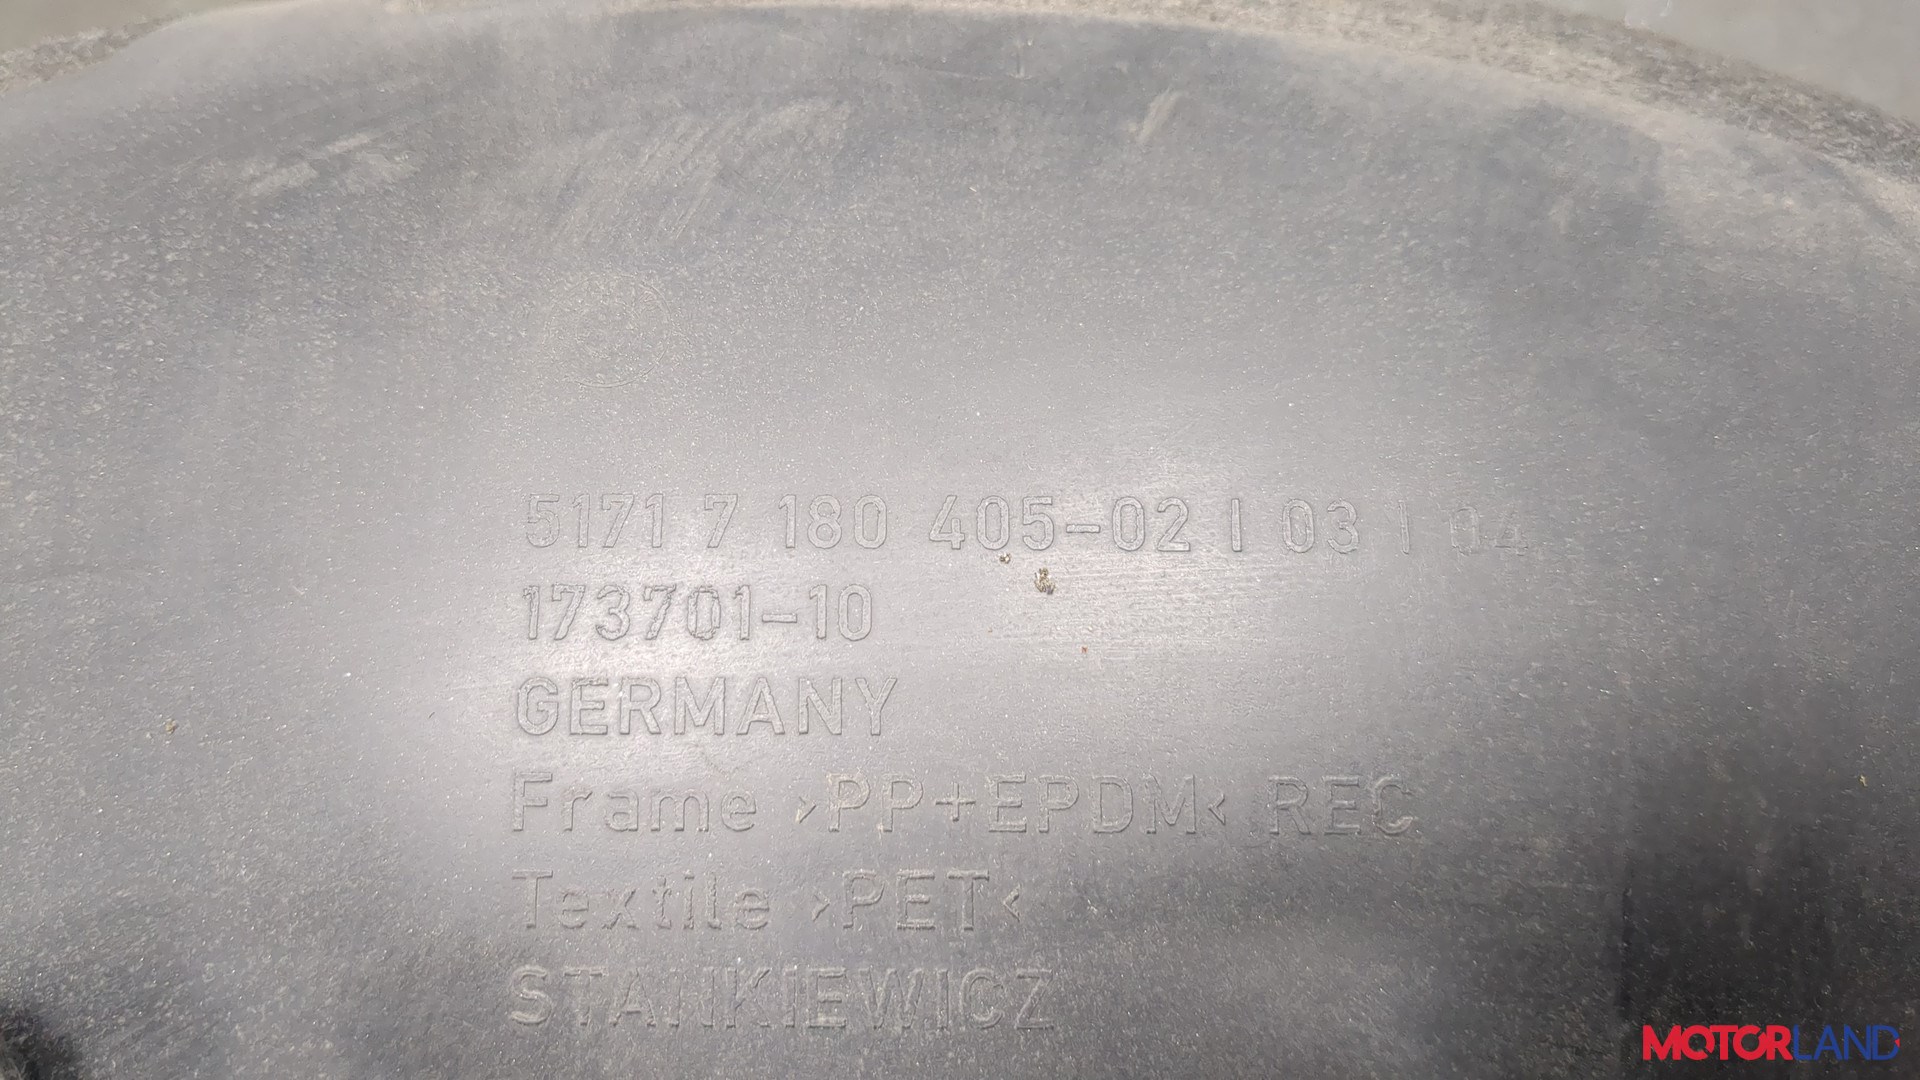 5171 7 180 405-02 | 03 | 04
173701-10
GERMANY
Frame >PP+EPDM< REC
Textile >PET<
STANKIEWICZ
MOTORLAND